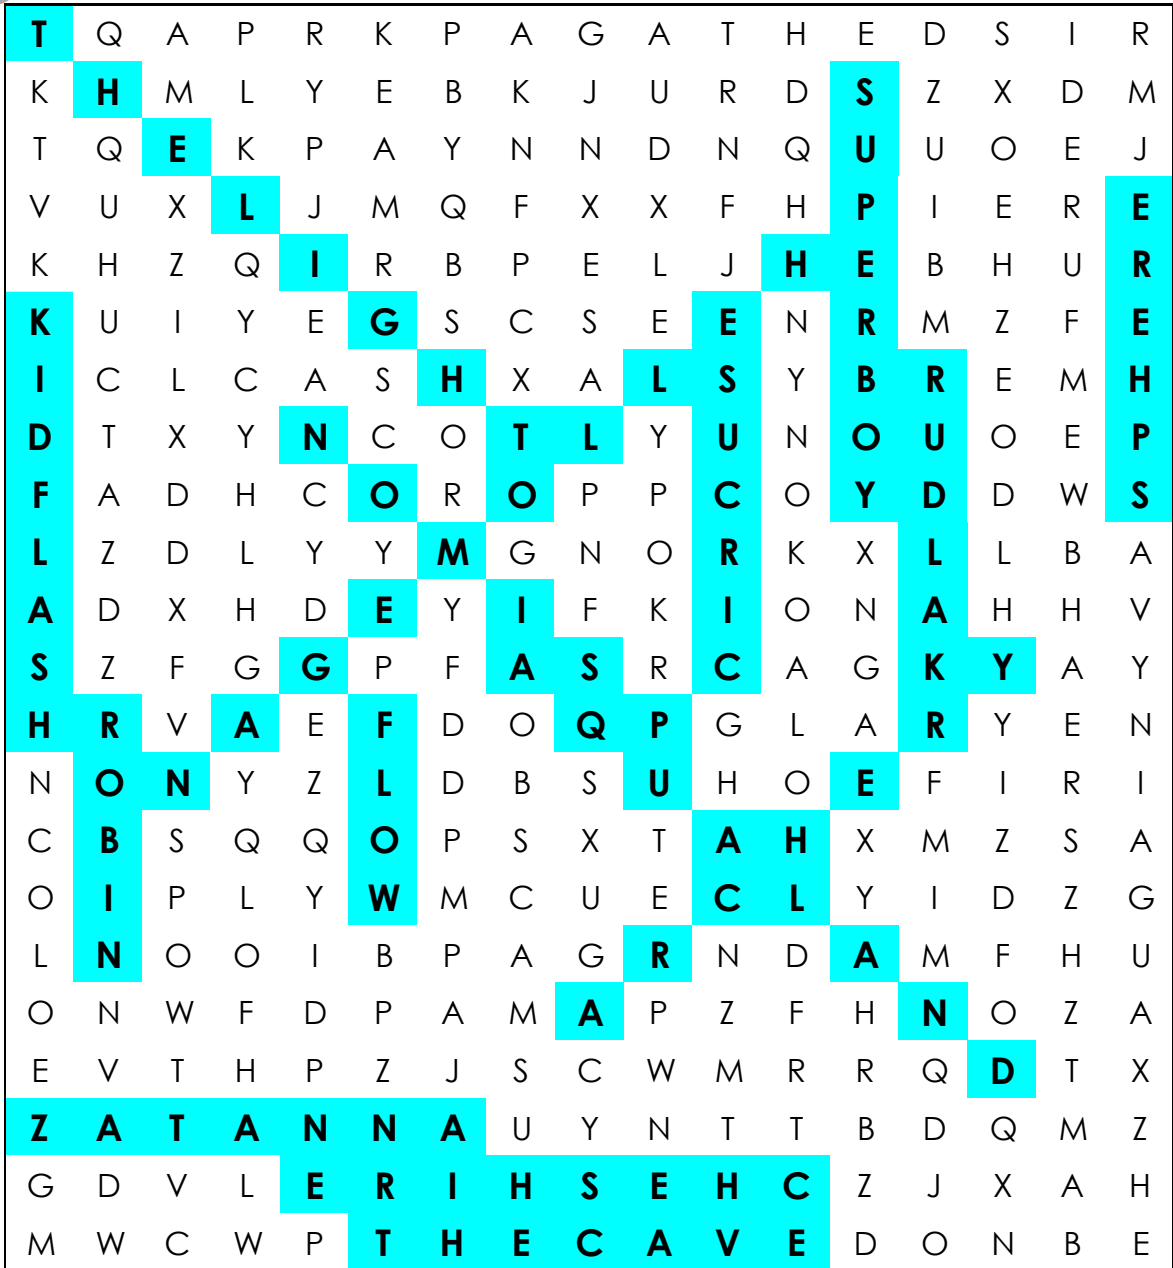 T Q A P R K P A G A T H E D S I R
K H M L Y E B K J U R D S Z X D M
T Q E K P A Y N N D N Q U U O E J
V U X L J M Q F X X F H P I E R E
K H Z Q I R B P E L J H E B H U R
K U I Y E G S C S E E N R M Z F E
I C L C A S H X A L S Y B R E M H
D T X Y N C O T L Y U N O U O E P
F A D H C O R O P P C O Y D D W S
L Z D L Y Y M G N O R K X L L B A
A D X H D E Y I F K I O N A H H V
S Z F G G P F A S R C A G K Y A Y
H R V A E F D O Q P G L A R Y E N
N O N Y Z L D B S U H O E F I R I
C B S Q Q O P S X T A H X M Z S A
O I P L Y W M C U E C L Y I D Z G
L N O O I B P A G R N D A M F H U
O N W F D P A M A P Z F H N O Z A
E V T H P Z J S C W M R R Q D T X
Z A T A N N A U Y N T T B D Q M Z
G D V L E R I H S E H C Z J X A H
M W C W P T H E C A V E D O N B E